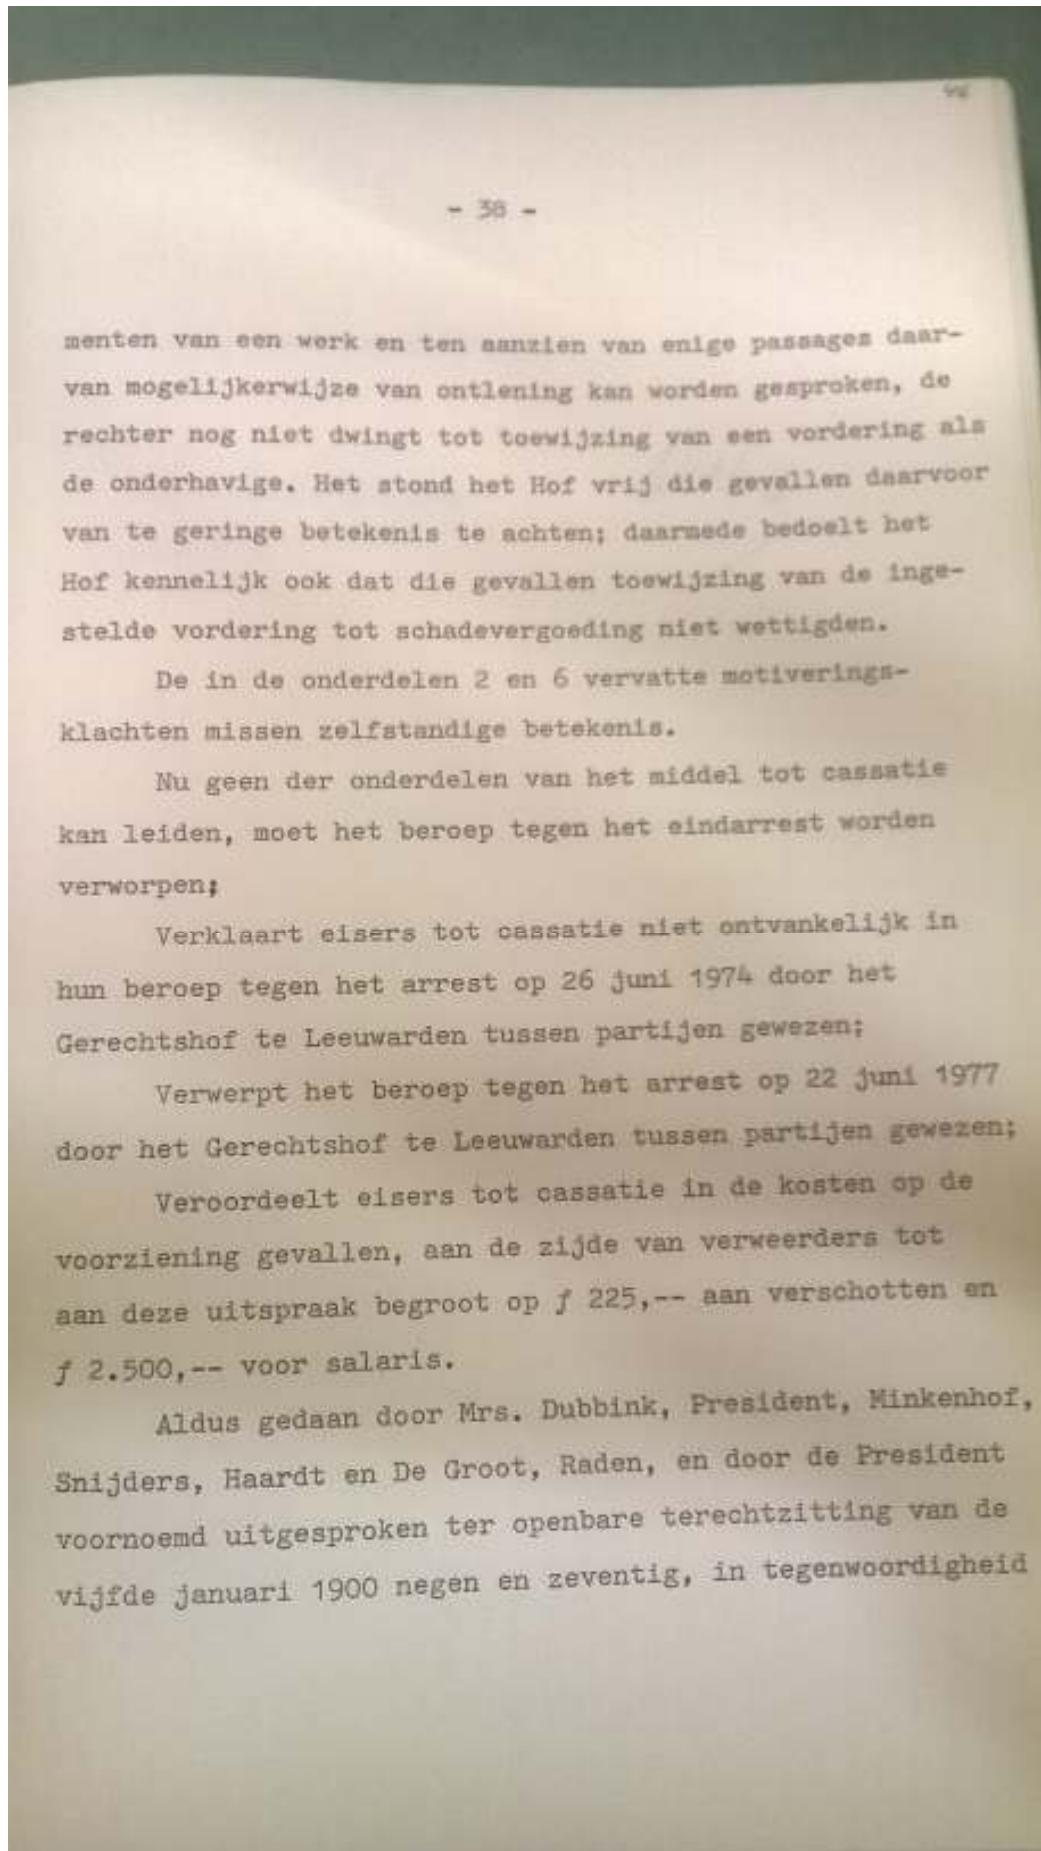 - 38 -
menten van een werk en ten aanzien van enige passages daar-
van mogelijkerwijze van ontlening kan worden gesproken, de
rechter nog niet dwingt tot toewijzing van een vordering als
de onderhavige. Het stond het Hof vrij die gevallen daarvoor
van te geringe betekenis te achten; daarmede bedoelt het
Hof kennelijk ook dat die gevallen toewijzing van de inge-
stelde vordering tot schadevergoeding niet wettigden.
De in de onderdelen 2 en 6 vervatte motiverings-
klachten missen zelfstandige betekenis.
Nu geen der onderdelen van het middel tot cassatie
kan leiden, moet het beroep tegen het eindarrest worden
verworpen;
Verklaart eisers tot cassatie niet ontvankelijk in
hun beroep tegen het arrest op 26 juni 1974 door het
Gerechtshof te Leeuwarden tussen partijen gewezen;
Verwerpt het beroep tegen het arrest op 22 juni 1977
door het Gerechtshof te Leeuwarden tussen partijen gewezen;
Veroordeelt eisers tot cassatie in de kosten op de
voorziening gevallen, aan de zijde van verweerders tot
aan deze uitspraak begroot op ƒ 225,-- aan verschotten en
ƒ 2.500,-- voor salaris.
Aldus gedaan door Mrs. Dubbink, President, Minkenhof,
Snijders, Haardt en De Groot, Raden, en door de President
voornoemd uitgesproken ter openbare terechtzitting van de
vijfde januari 1900 negen en zeventig, in tegenwoordigheid